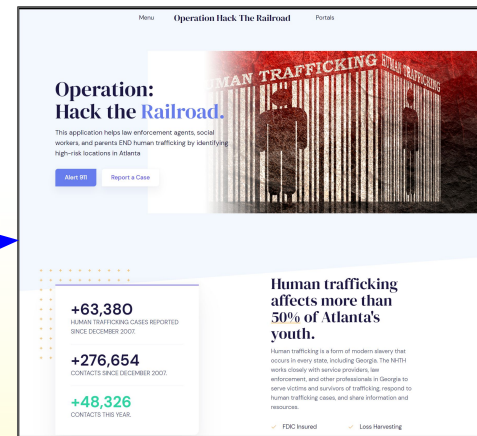 Menu
Operation Hack The Railroad
Portals
HUMAN TRAFFICKING
HUMAN TRAFFICKING
Operation:
Hack the Railroad.
This application helps law enforcement agents, social
workers, and parents END human trafficking by identifying
high-risk locations in Atlanta
Alert 911
Report a Case
+63,380
HUMAN TRAFFICKING CASES REPORTED
SINCE DECEMBER 2007.
+276,654
CONTACTS SINCE DECEMBER 2007.
+48,326
CONTACTS THIS YEAR.
Human trafficking
affects more than
50% of Atlanta's
youth.
Human trafficking is a form of modern slavery that
occurs in every state, including Georgia. The NHTH
works closely with service providers, law
enforcement, and other professionals in Georgia to
serve victims and survivors of trafficking, respond to
human trafficking cases, and share information and
resources.
FDIC Insured
Loss Harvesting